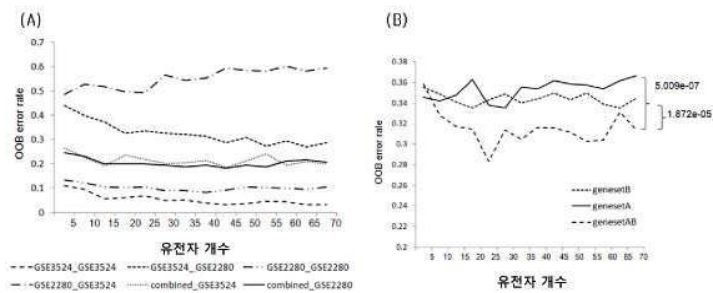 (A)
OOB error rate
0.7
0.6
0.5
0.4
0.3
0.2
0.1
0
5 10 15 20 25 30 35 40 45 50 55 60 65 70
유전자 개수
GSE3524_GSE3524
GSE3524_GSE2280
GSE2280_GSE2280
GSE2280_GSE3524
combined_GSE3524
combined_GSE2280
(B)
OOB error rate
0.38
0.36
0.34
0.32
0.3
0.28
0.26
0.24
0.22
0.2
5 10 15 20 25 30 35 40 45 50 55 60 65 70
유전자 개수
genesetB
genesetA
genesetAB
5.009e-07
1.872e-05